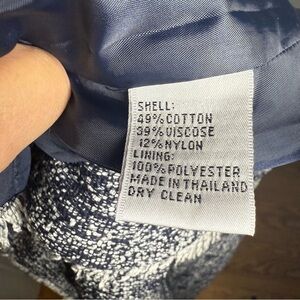 SHELL:
49%COTTON
39%VISCOSE
12%NYLON
LINING:
100%POLYESTER
MADE IN THAILAND
DRY CLEAN